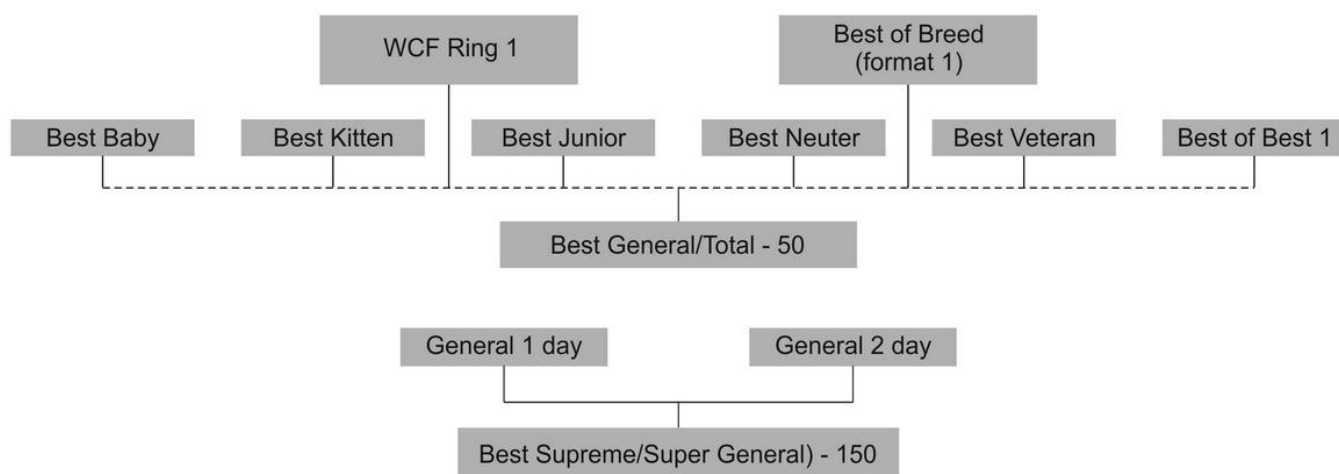 WCF Ring 1
Best of Breed
(format 1)
Best Baby
Best Kitten
Best Junior
Best Neuter
Best Veteran
Best of Best 1
Best General/Total - 50
General 1 day
General 2 day
Best Supreme/Super General) - 150